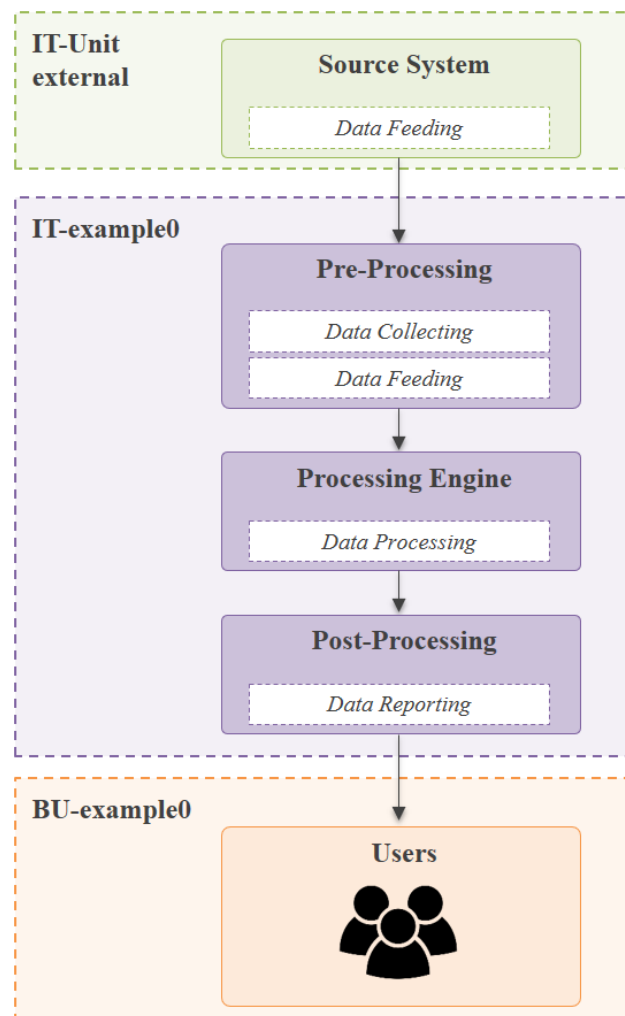 IT-Unit
external
Source System
Data Feeding
IT-example0
Pre-Processing
Data Collecting
Data Feeding
Processing Engine
Data Processing
Post-Processing
Data Reporting
BU-example0
Users